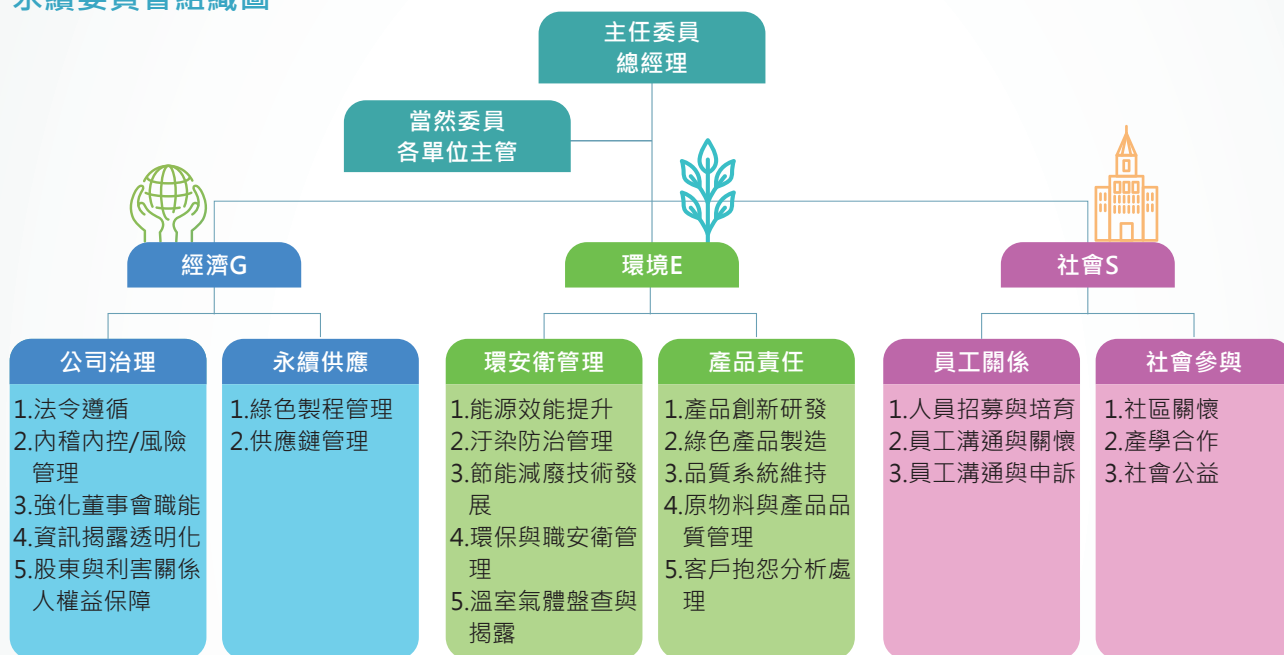 永續委員會組織圖
主任委員
總經理
當然委員
各單位主管
經濟G
環境E
社會S
公司治理
1.法令遵循
2.內稽內控/風險
管理
3.強化董事會職能
4.資訊揭露透明化
5.股東與利害關係
人權益保障
永續供應
1.綠色製程管理
2.供應鏈管理
環安衛管理
1.能源效能提升
2.汙染防治管理
3.節能減廢技術發
展
4.環保與職安衛管
理
5.溫室氣體盤查與
揭露
產品責任
1.產品創新研發
2.綠色產品製造
3.品質系統維持
4.原物料與產品品
質管理
5.客戶抱怨分析處
理
員工關係
1.人員招募與培育
2.員工溝通與關懷
3.員工溝通與申訴
社會參與
1.社區關懷
2.產學合作
3.社會公益